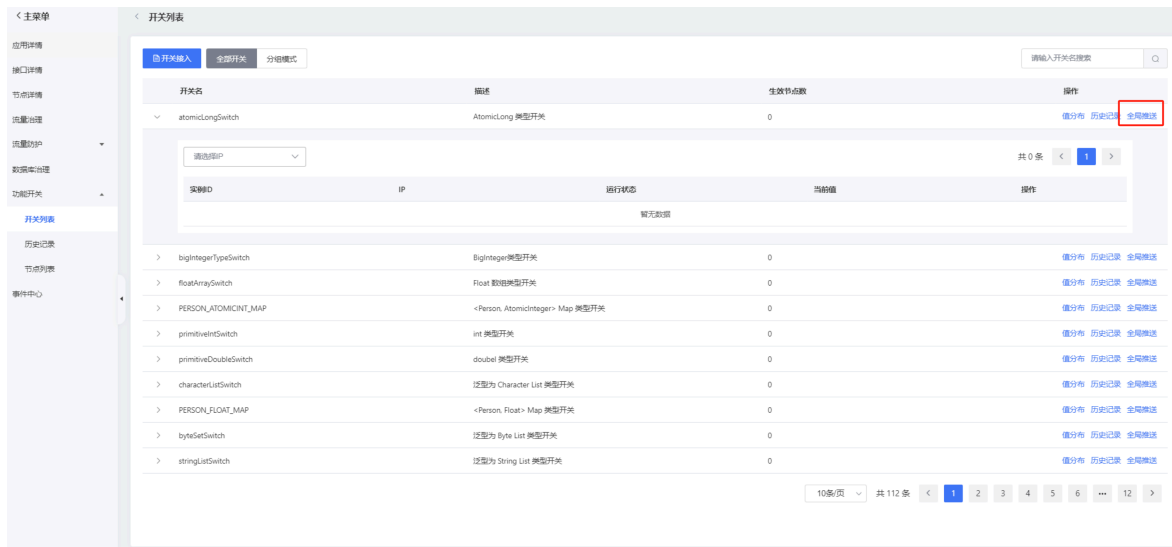 主菜单
开关列表
应用详情
接口详情
节点详情
流量治理
流量防护
数据库治理
功能开关
开关列表
历史记录
节点列表
事件中心
开关接入 全部开关 分组模式 请输入开关名搜索
开关名 描述 生效节点数 操作
atomicLongSwitch AtomicLong 类型开关 0 值分布 历史记录 全局推送
请选择IP 共 0 条 1
实例ID IP 运行状态 当前值 操作
暂无数据
bigIntegerTypeSwitch BigInteger类型开关 0 值分布 历史记录 全局推送
floatArraySwitch Float 数组类型开关 0 值分布 历史记录 全局推送
PERSON_ATOMICINT_MAP <Person, AtomicInteger> Map 类型开关 0 值分布 历史记录 全局推送
primitiveIntSwitch int 类型开关 0 值分布 历史记录 全局推送
primitiveDoubleSwitch doubel 类型开关 0 值分布 历史记录 全局推送
characterListSwitch 泛型为 Character List 类型开关 0 值分布 历史记录 全局推送
PERSON_FLOAT_MAP <Person, Float> Map 类型开关 0 值分布 历史记录 全局推送
byteSetSwitch 泛型为 Byte List 类型开关 0 值分布 历史记录 全局推送
stringListSwitch 泛型为 String List 类型开关 0 值分布 历史记录 全局推送
10条/页 共 112 条 1 2 3 4 5 6 ••• 12